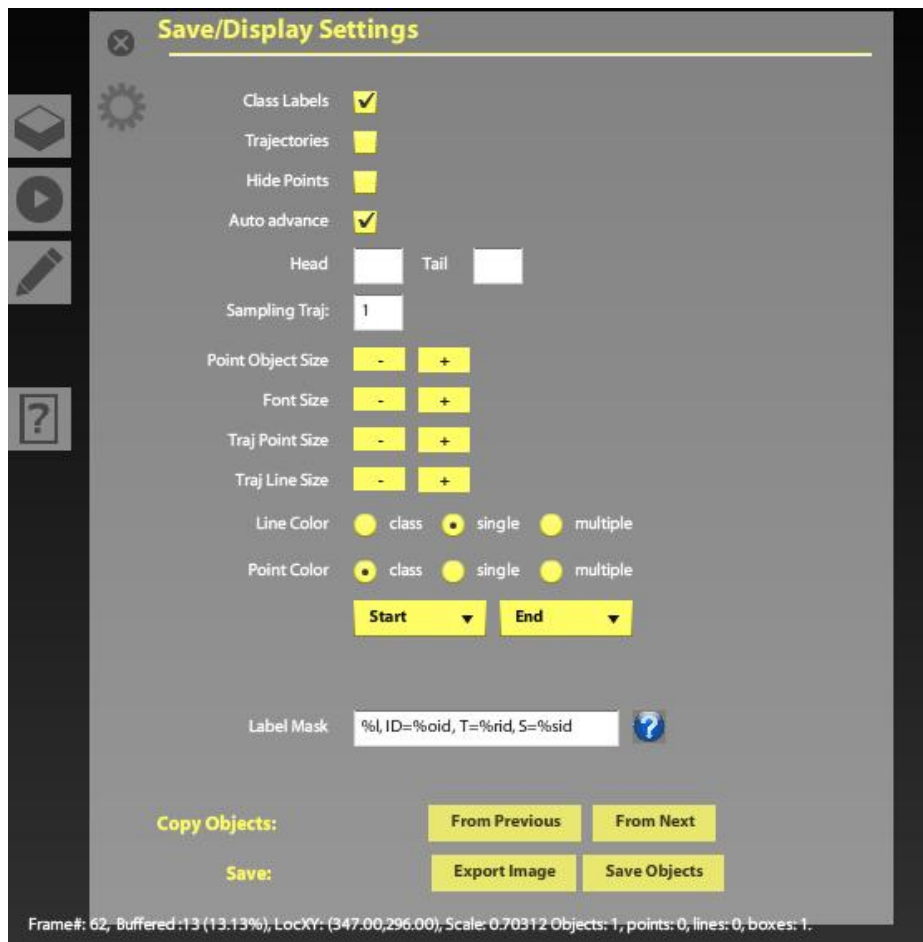 Save/Display Settings
Class Labels
Trajectories
Hide Points
Auto advance
Head Tail
Sampling Traj: 1
Point Object Size - +
Font Size - +
Traj Point Size - +
Traj Line Size - +
Line Color class single multiple
Point Color class single multiple
Start End
Label Mask %l, ID=%oid, T=%rid, S=%sid ?
Copy Objects: From Previous From Next
Save: Export Image Save Objects
?
Frame#: 62, Buffered :13 (13.13%), LocXY: (347.00,296.00), Scale: 0.70312 Objects: 1, points: 0, lines: 0, boxes: 1.